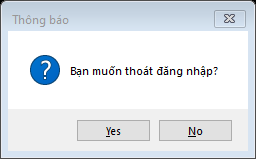 Thông báo
Bạn muốn thoát đăng nhập?
Yes
No